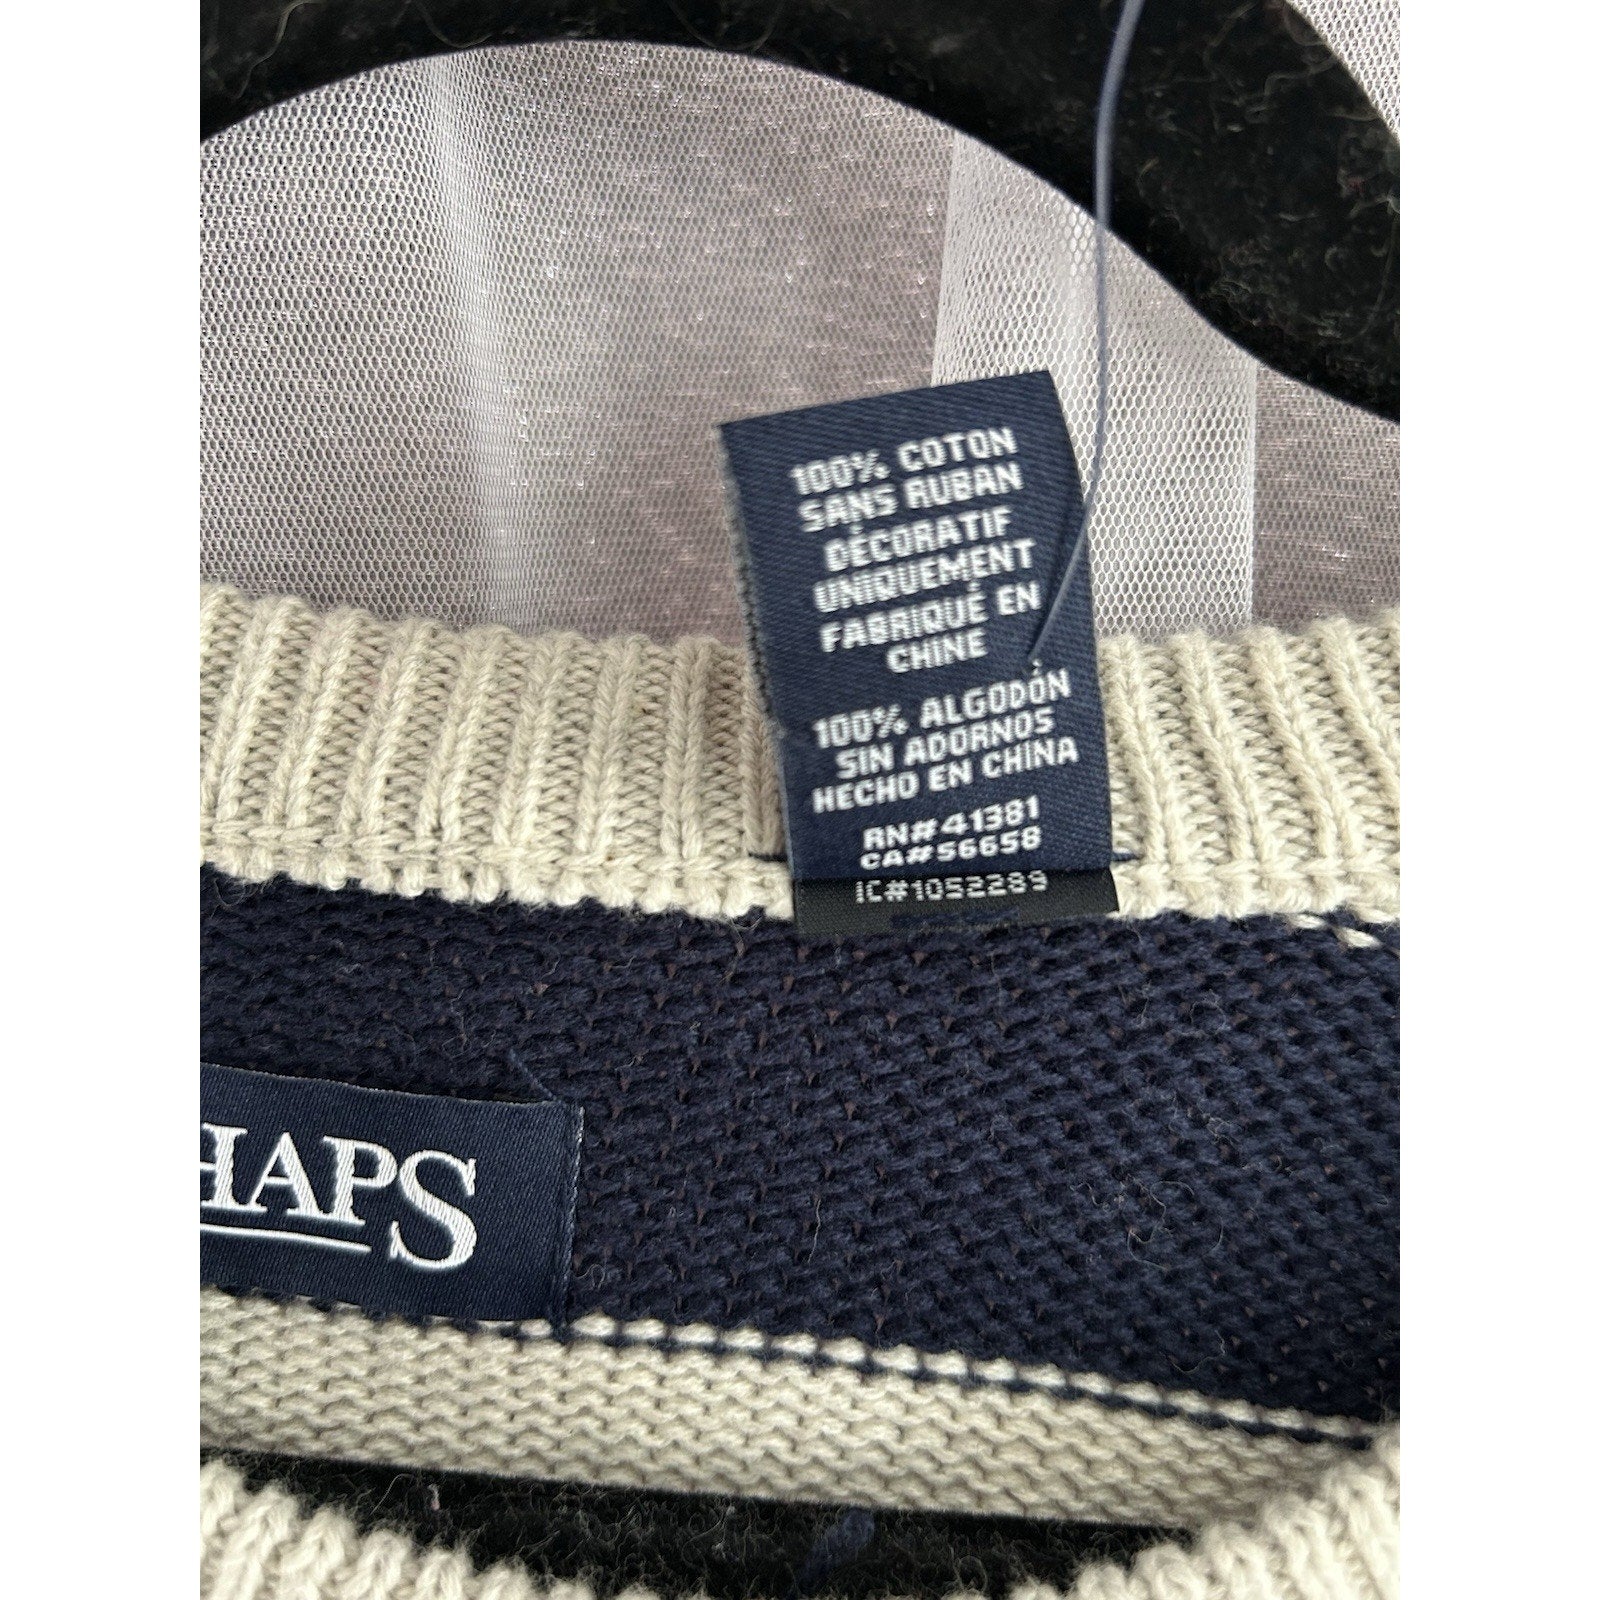 100% COTON
SANS RUBAN
DÉCORATIF
UNIQUEMENT
FABRIQUÉ EN
CHINE
100% ALGODÓN
SIN ADORNOS
HECHO EN CHINA
RN#41381
CA#56658
IC#1052289
HAPS